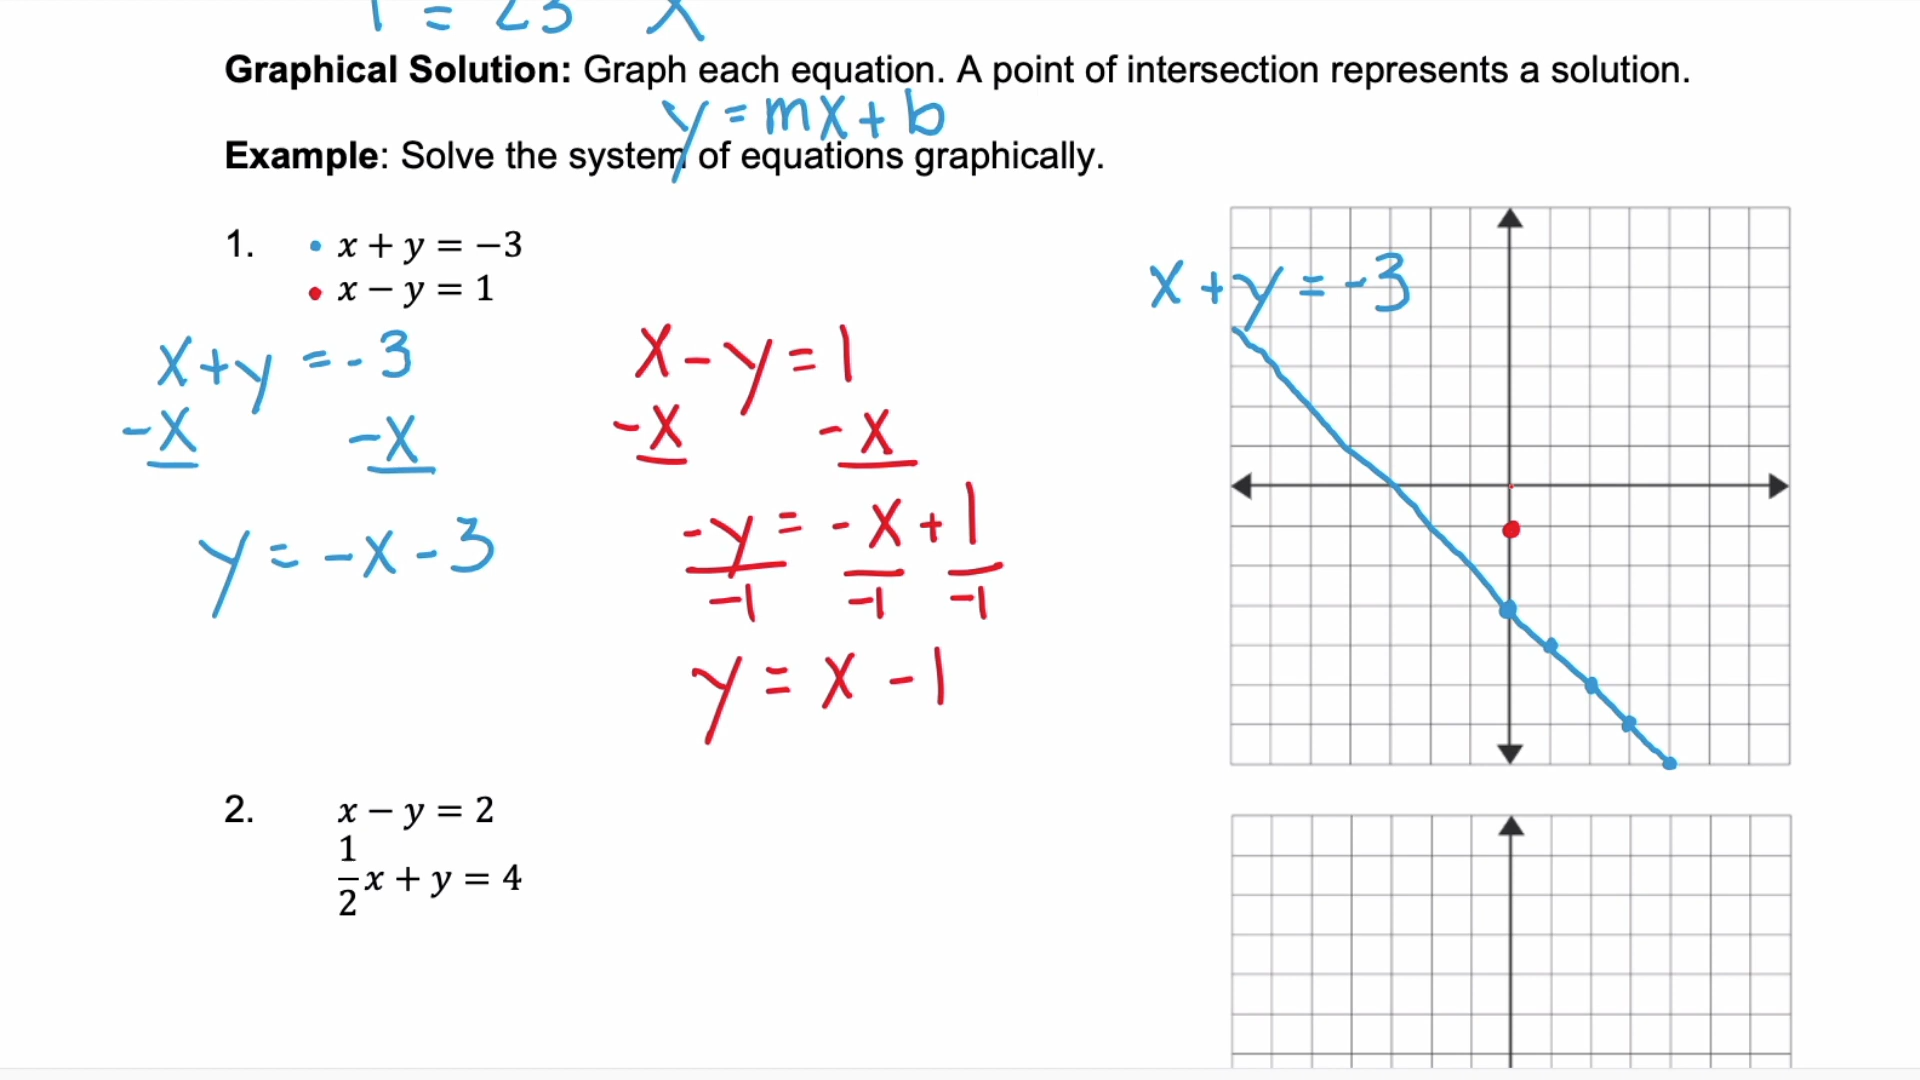 Graphical Solution: Graph each equation. A point of intersection represents a solution.
y = mx + b
Example: Solve the system of equations graphically.
1. • x + y = −3
• x − y = 1
x + y = -3
-x -x
y = -x - 3
x - y = 1
-x -x
-y = -x + 1
-1 -1 -1
y = x - 1
x + y = -3
2. x − y = 2
1/2 x + y = 4